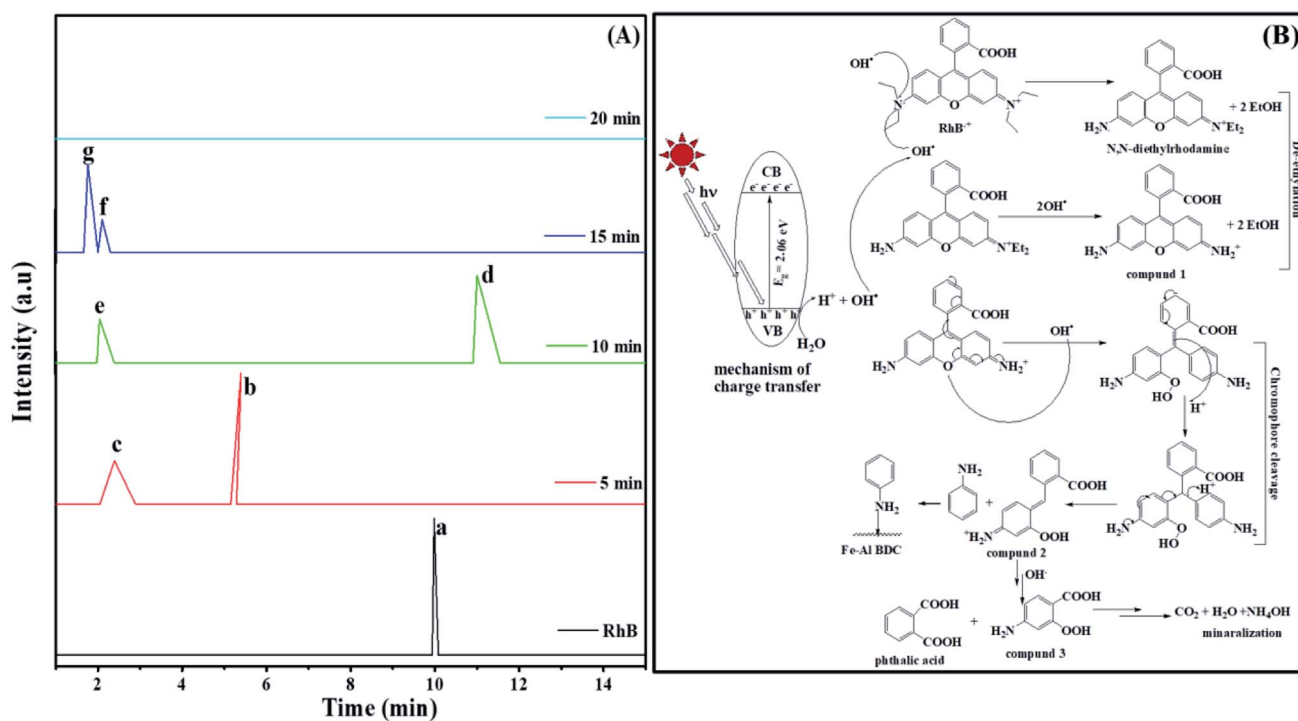 (A)
20 min
g
f
15 min
e
d
10 min
c
b
5 min
a
RhB
2 4 6 8 10 12 14
Time (min)
Intensity (a.u)
(B)
OH•
COOH
N
O
N+
RhB•+
COOH
H2N
O
N+Et2
+ 2 EtOH
N,N-diethylrhodamine
De-ethylation
hν
CB
e- e- e- e-
Eg = 2.06 eV
h+ h+ h+ h+
VB
H+ + OH•
H2O
mechanism of
charge transfer
OH•
COOH
H2N
O
N+Et2
2OH•
COOH
H2N
O
NH2+
+ 2 EtOH
compund 1
COOH
H2N
O
NH2+
OH•
COOH
H2N
O
HO
NH2
H+
Chromophore cleavage
COOH
H+
H2N
O
HO
NH2
NH2
Fe-Al BDC
NH2
+
COOH
+H2N
OOH
compund 2
OH•
COOH
COOH
phthalic acid
+
COOH
H2N
OOH
compund 3
CO2 + H2O +NH4OH
minaralization